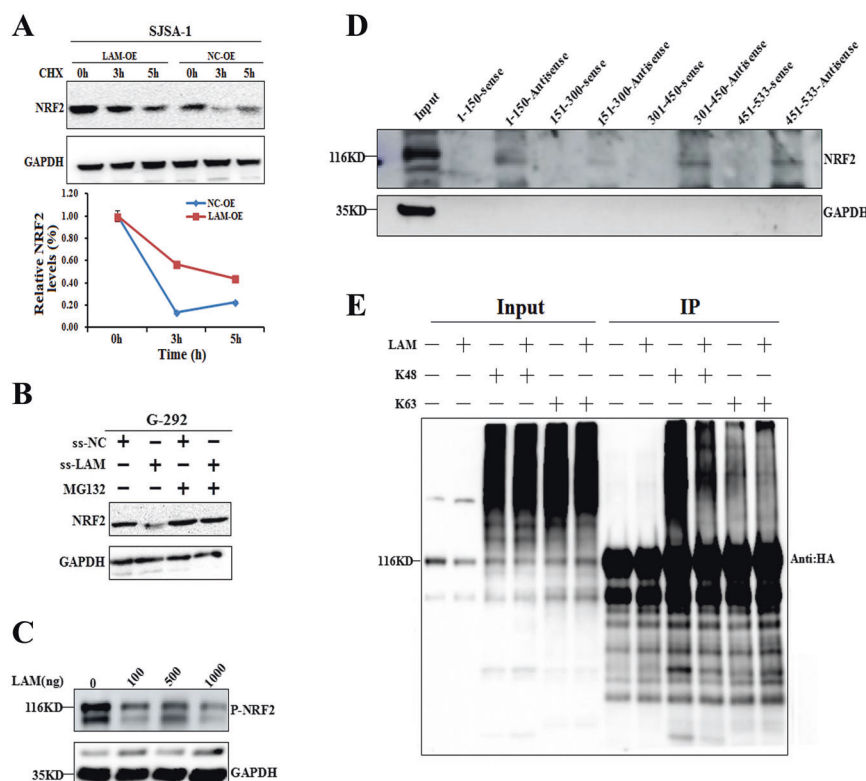 A
SJSA-1
LAM-OE NC-OE
CHX 0h 3h 5h 0h 3h 5h
NRF2
GAPDH
Relative NRF2 levels (%)
1.20
1.00
0.80
0.60
0.40
0.20
0.00
NC-OE
LAM-OE
0h 3h 5h
Time (h)
B
G-292
ss-NC + − + −
ss-LAM − + − +
MG132 − − + +
NRF2
GAPDH
C
LAM(ng) 0 100 500 1000
116KD P-NRF2
35KD GAPDH
D
Input 1-150-sense 1-150-Antisense 151-300-sense 151-300-Antisense 301-450-sense 301-450-Antisense 451-533-sense 451-533-Antisense
116KD NRF2
35KD GAPDH
E
Input IP
LAM − + − + − + − + − + − +
K48 − − + + − − − − + + − −
K63 − − − − + + − − − − + +
116KD Anti:HA